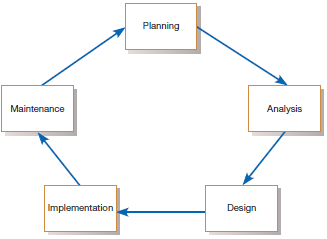 Planning
Maintenance
Analysis
Implementation
Design